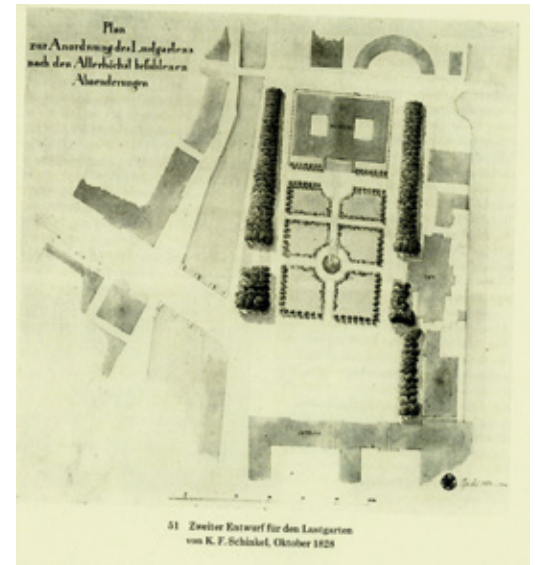 Plan
zur Anordnung des Lustgartens
nach den Allerhöchst befohlenen
Abaenderungen
51 Zweiter Entwurf für den Lustgarten
von K. F. Schinkel, Oktober 1828